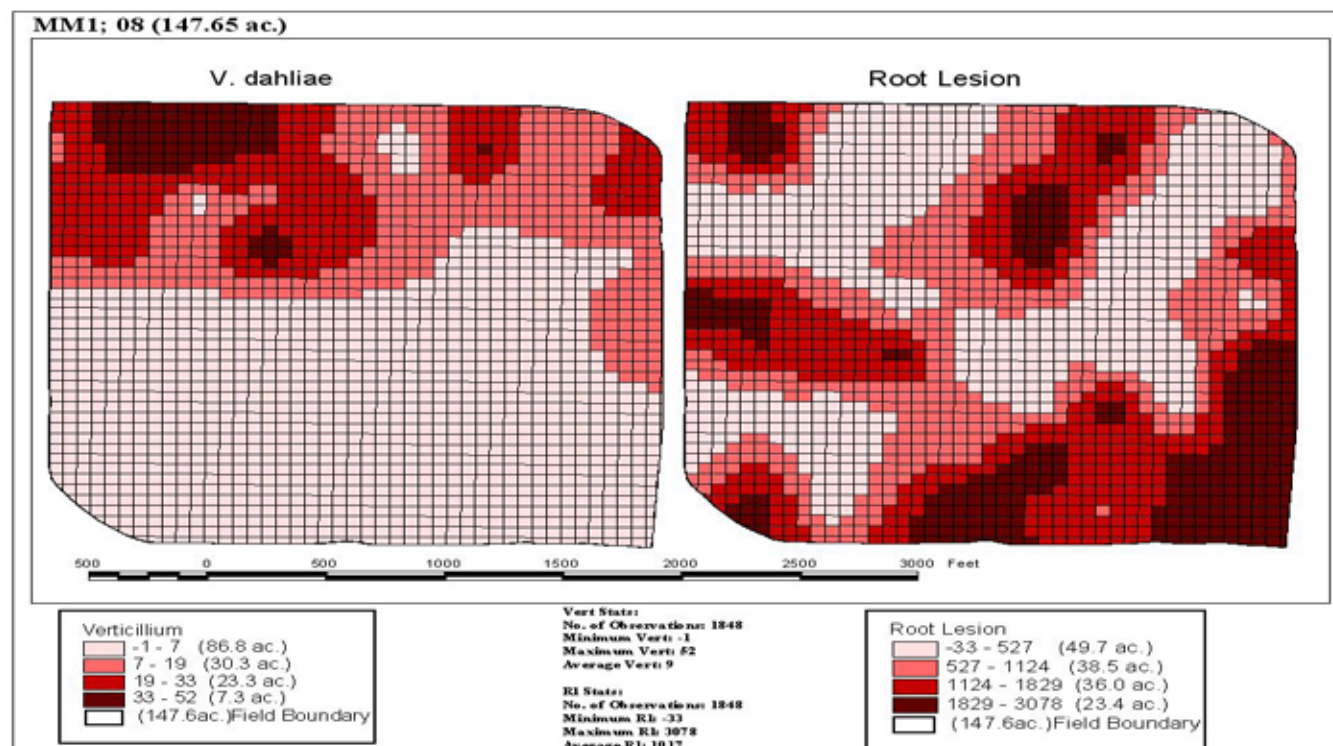 MM1; 08 (147.65 ac.)
V. dahliae
Root Lesion
500 0 500 1000 1500 2000 2500 3000 Feet
Verticillium
-1 - 7 (86.8 ac.)
7 - 19 (30.3 ac.)
19 - 33 (23.3 ac.)
33 - 52 (7.3 ac.)
(147.6ac.)Field Boundary
Vert Stats:
No. of Observations: 1848
Minimum Vert: -1
Maximum Vert: 52
Average Vert: 9
Rl Stats:
No. of Observations: 1848
Minimum Rl: -33
Maximum Rl: 3078
Average Rl: 1017
Root Lesion
-33 - 527 (49.7 ac.)
527 - 1124 (38.5 ac.)
1124 - 1829 (36.0 ac.)
1829 - 3078 (23.4 ac.)
(147.6ac.)Field Boundary